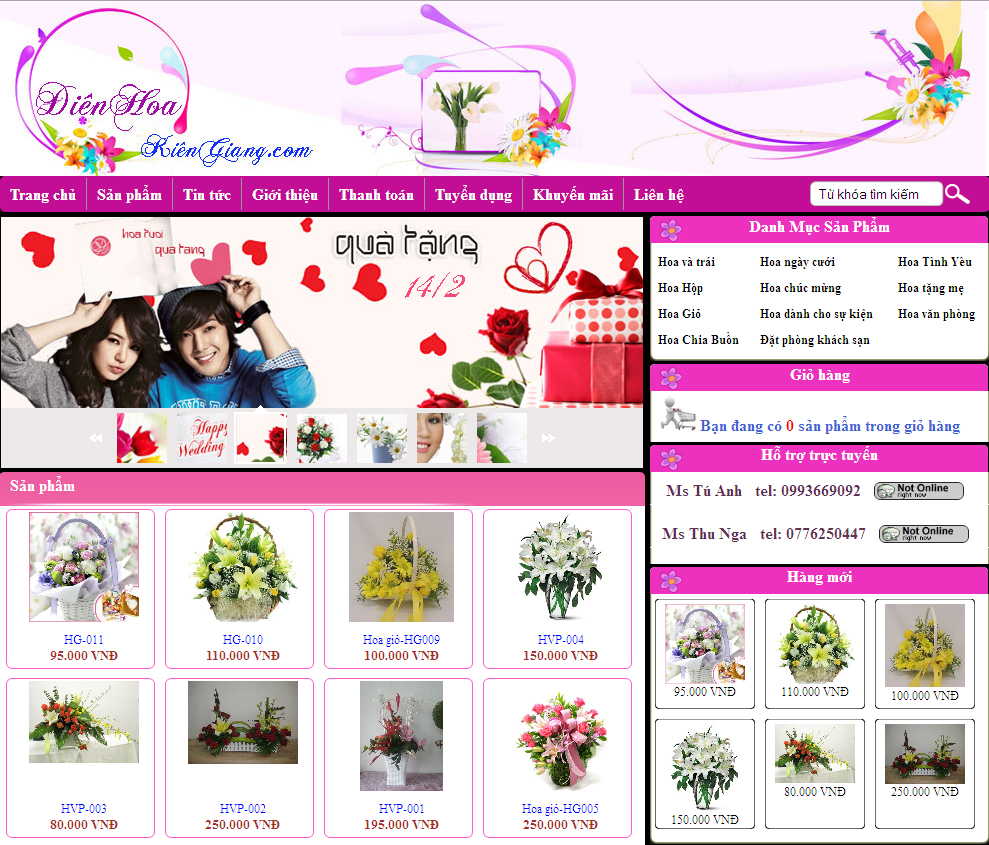 ĐiệnHoa
KiênGiang.com
Trang chủ Sản phẩm Tin tức Giới thiệu Thanh toán Tuyển dụng Khuyến mãi Liên hệ Từ khóa tìm kiếm
hoa tươi
quà tặng
quà tặng
14/2
Happy
Wedding
Danh Mục Sản Phẩm
Hoa và trái Hoa ngày cưới Hoa Tình Yêu
Hoa Hộp Hoa chúc mừng Hoa tặng mẹ
Hoa Giỏ Hoa dành cho sự kiện Hoa văn phòng
Hoa Chia Buồn Đặt phòng khách sạn
Giỏ hàng
Bạn đang có 0 sản phẩm trong giỏ hàng
Hỗ trợ trực tuyến
Ms Tú Anh tel: 0993669092 Not Online
right now
Ms Thu Nga tel: 0776250447 Not Online
right now
Sản phẩm
HG-011 HG-010 Hoa giỏ-HG009 HVP-004
95.000 VNĐ 110.000 VNĐ 100.000 VNĐ 150.000 VNĐ
HVP-003 HVP-002 HVP-001 Hoa giỏ-HG005
80.000 VNĐ 250.000 VNĐ 195.000 VNĐ 250.000 VNĐ
Hàng mới
95.000 VNĐ 110.000 VNĐ 100.000 VNĐ
150.000 VNĐ 80.000 VNĐ 250.000 VNĐ